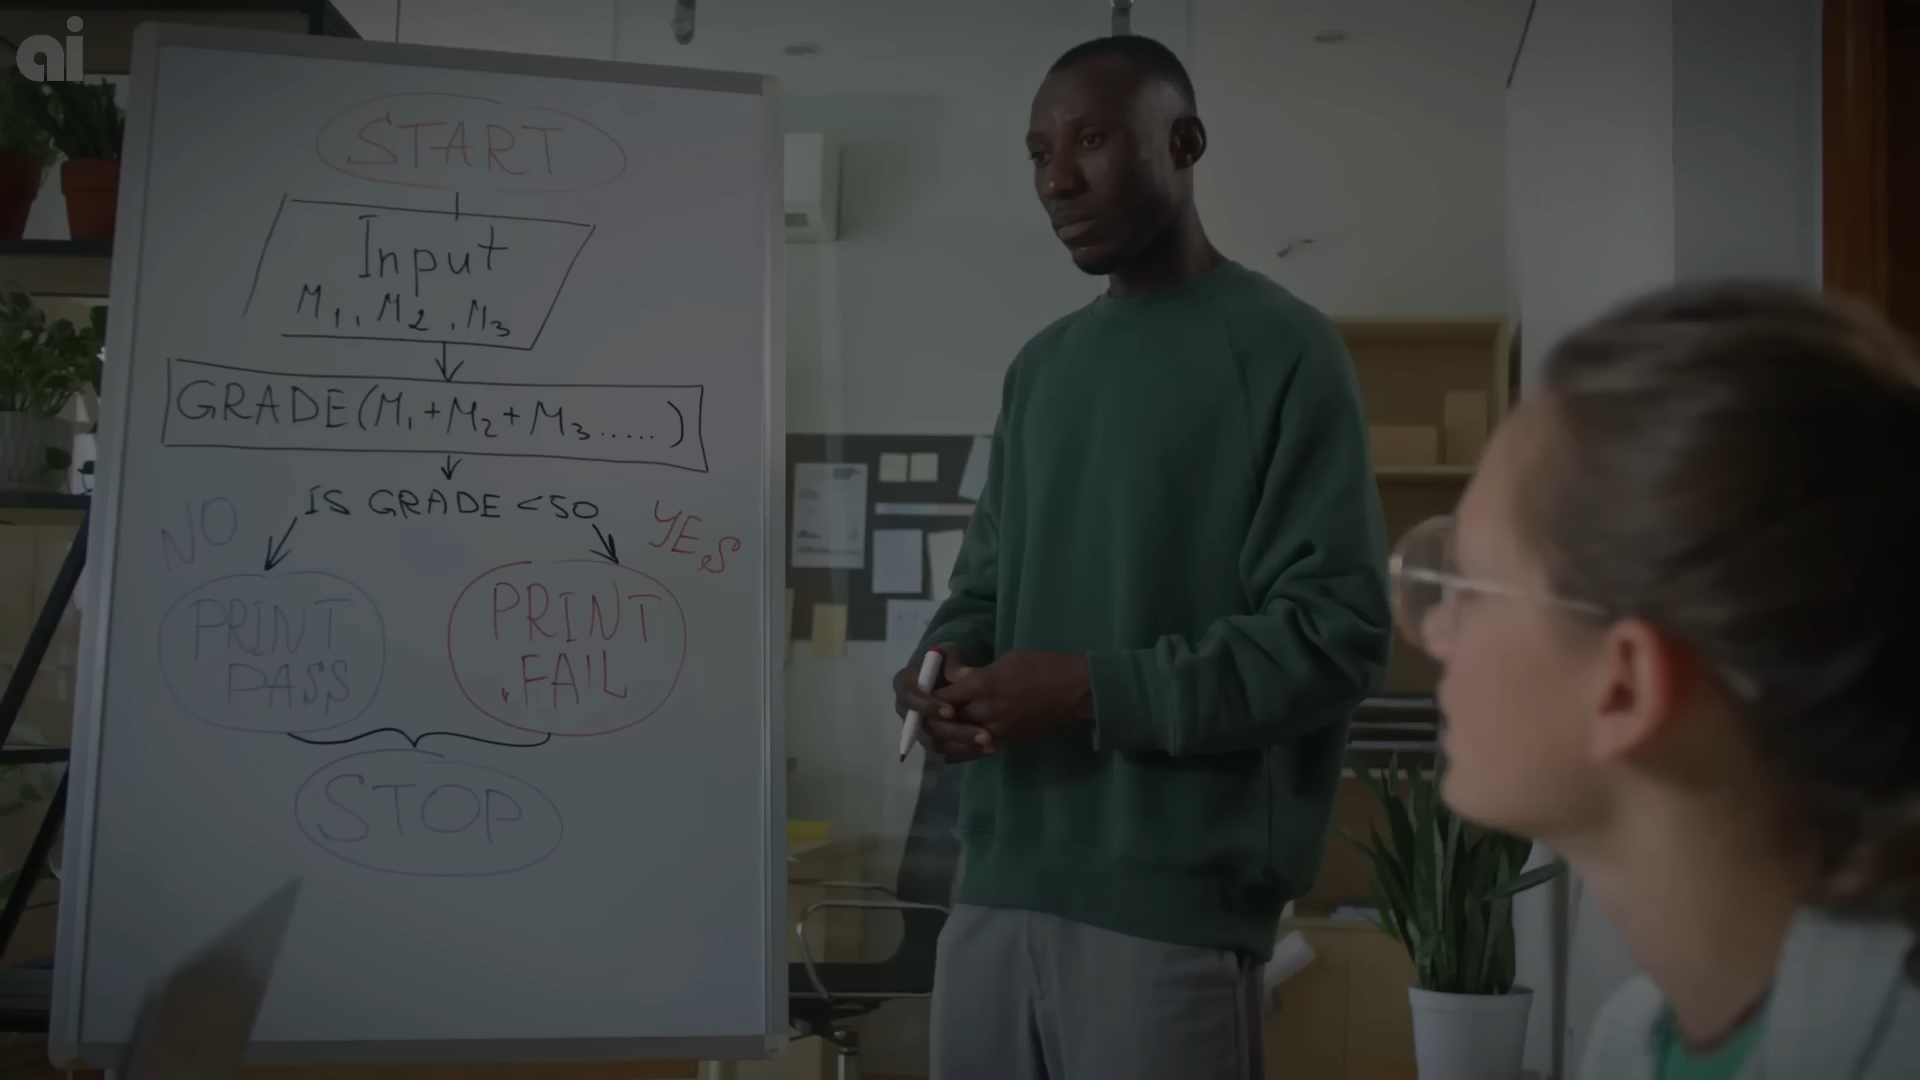 ai
START
Input
M1, M2, M3
GRADE(M1+M2+M3.....)
IS GRADE <50
NO
YES
PRINT
PASS
PRINT
FAIL
STOP